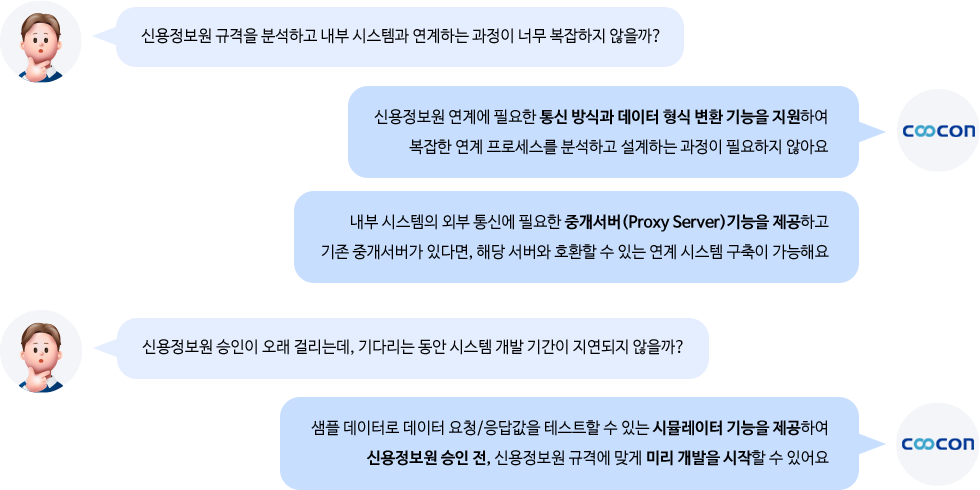 신용정보원 규격을 분석하고 내부 시스템과 연계하는 과정이 너무 복잡하지 않을까?
신용정보원 연계에 필요한 통신 방식과 데이터 형식 변환 기능을 지원하여
복잡한 연계 프로세스를 분석하고 설계하는 과정이 필요하지 않아요
coocon
내부 시스템의 외부 통신에 필요한 중개서버(Proxy Server)기능을 제공하고
기존 중개서버가 있다면, 해당 서버와 호환할 수 있는 연계 시스템 구축이 가능해요
신용정보원 승인이 오래 걸리는데, 기다리는 동안 시스템 개발 기간이 지연되지 않을까?
샘플 데이터로 데이터 요청/응답값을 테스트할 수 있는 시뮬레이터 기능을 제공하여
신용정보원 승인 전, 신용정보원 규격에 맞게 미리 개발을 시작할 수 있어요
coocon